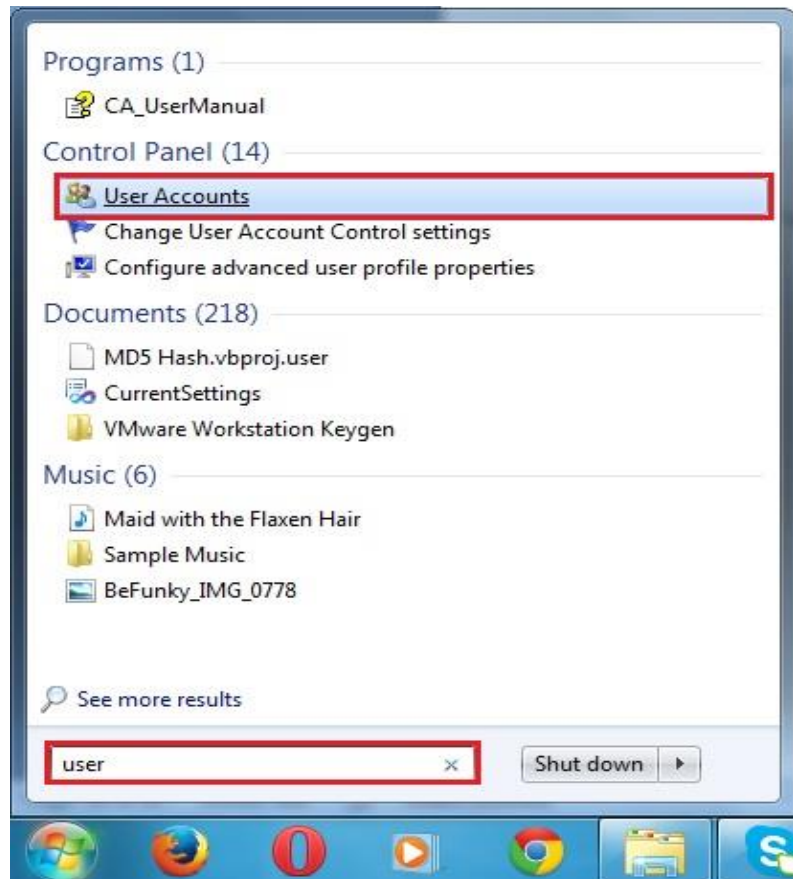 Programs (1)
CA_UserManual
Control Panel (14)
User Accounts
Change User Account Control settings
Configure advanced user profile properties
Documents (218)
MD5 Hash.vbproj.user
CurrentSettings
VMware Workstation Keygen
Music (6)
Maid with the Flaxen Hair
Sample Music
BeFunky_IMG_0778
See more results
user
Shut down